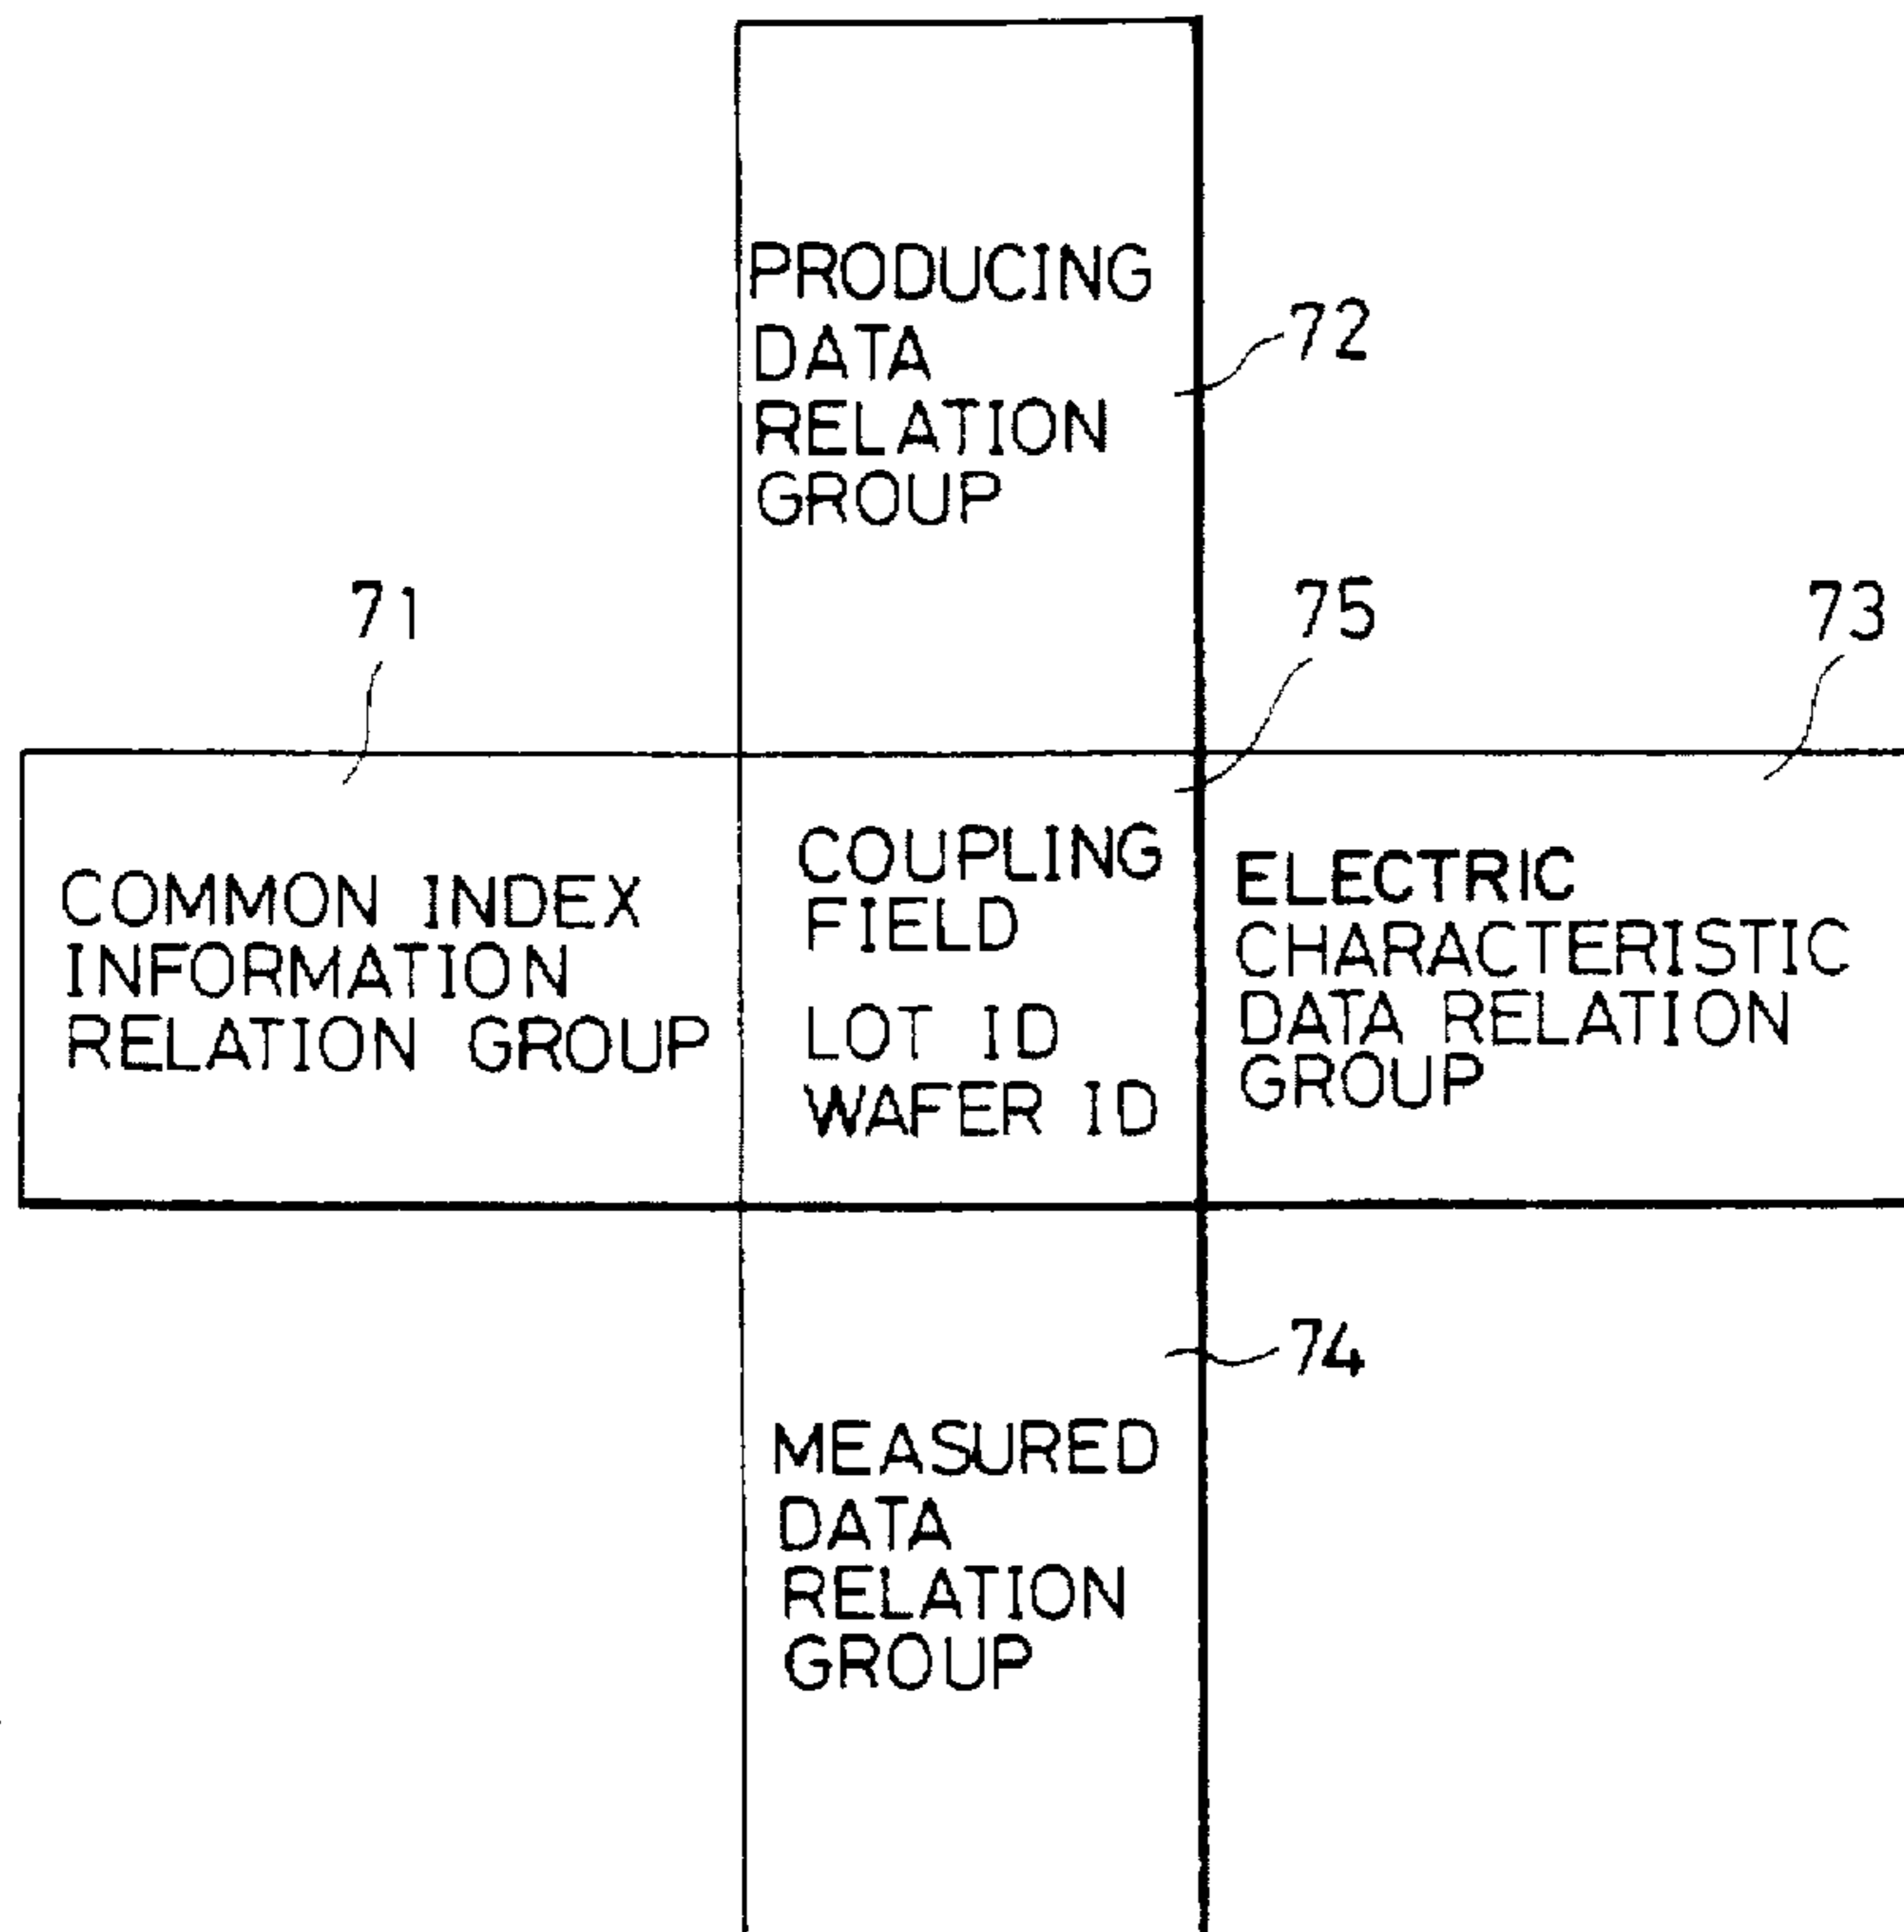 PRODUCING
DATA
RELATION
GROUP
72
71
75
73
COMMON INDEX
INFORMATION
RELATION GROUP
COUPLING
FIELD
LOT ID
WAFER ID
ELECTRIC
CHARACTERISTIC
DATA RELATION
GROUP
74
MEASURED
DATA
RELATION
GROUP